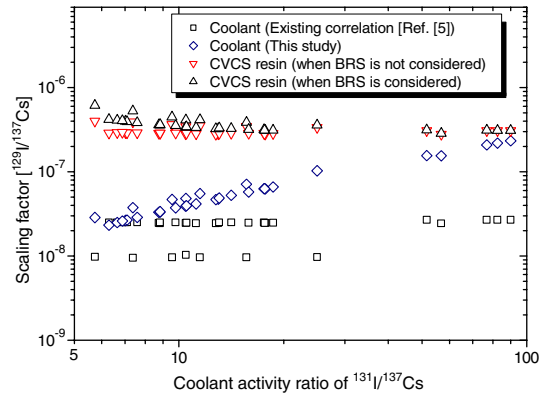 Coolant (Existing correlation [Ref. [5])
Coolant (This study)
CVCS resin (when BRS is not considered)
CVCS resin (when BRS is considered)
Scaling factor [¹²⁹I/¹³⁷Cs]
10⁻⁶
10⁻⁷
10⁻⁸
10⁻⁹
5 10 100
Coolant activity ratio of ¹³¹I/¹³⁷Cs